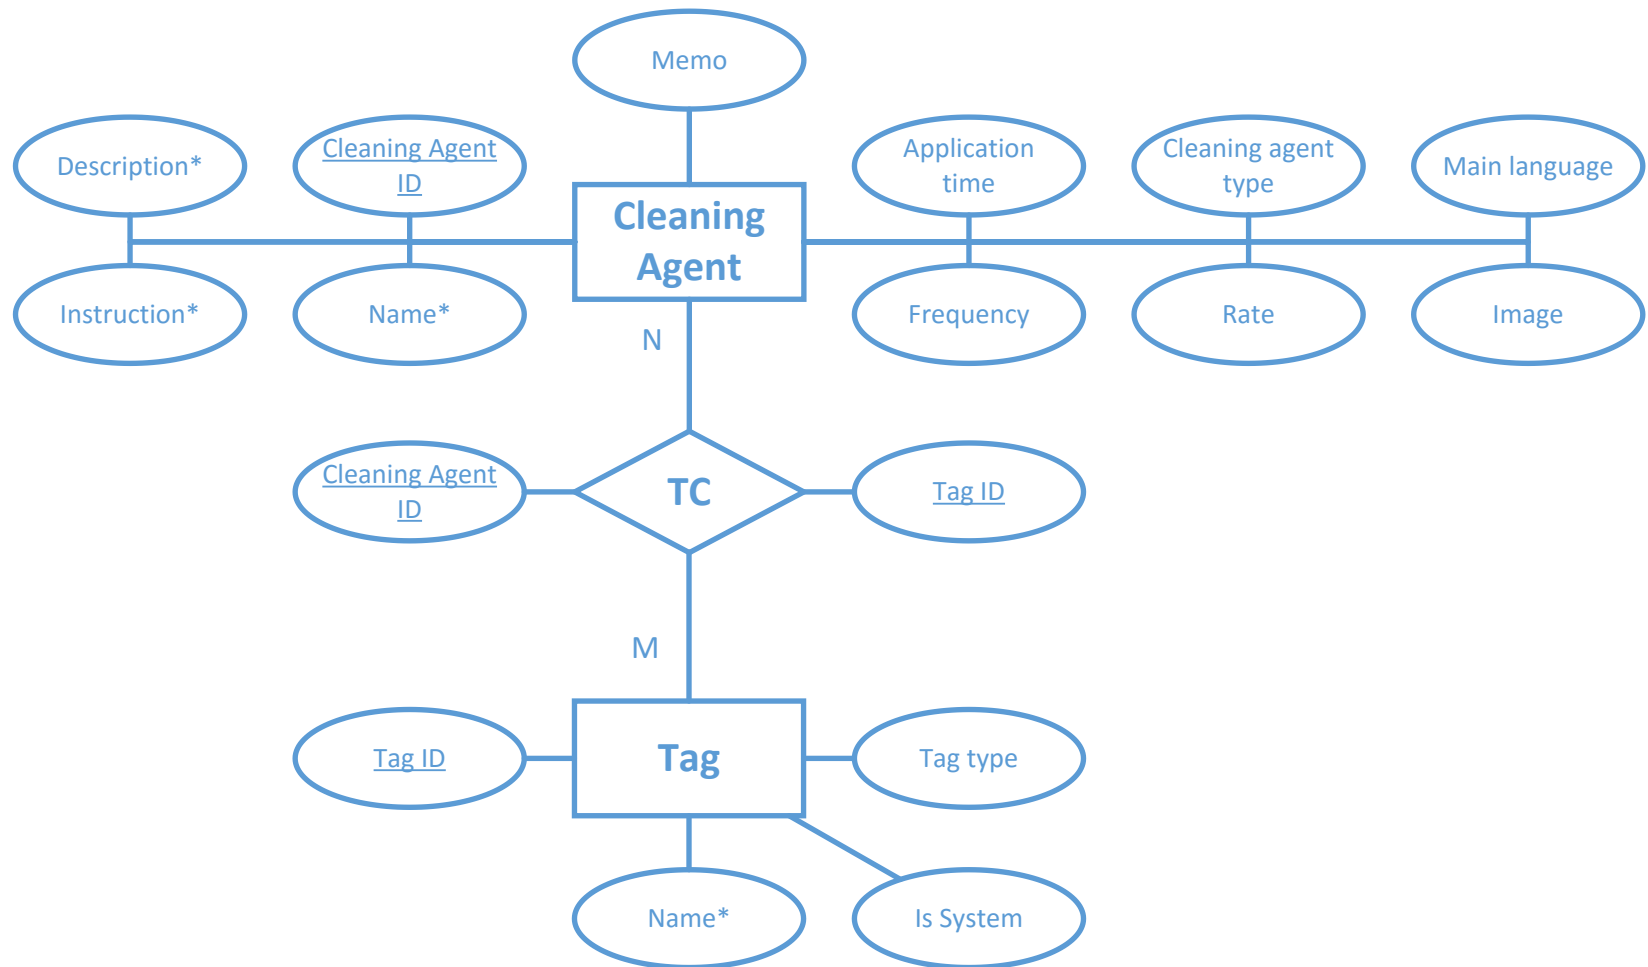 Memo
Description*
Cleaning Agent
ID
Application
time
Cleaning agent
type
Main language
Cleaning
Agent
Instruction*
Name*
Frequency
Rate
Image
N
Cleaning Agent
ID
TC
Tag ID
M
Tag ID
Tag
Tag type
Name*
Is System